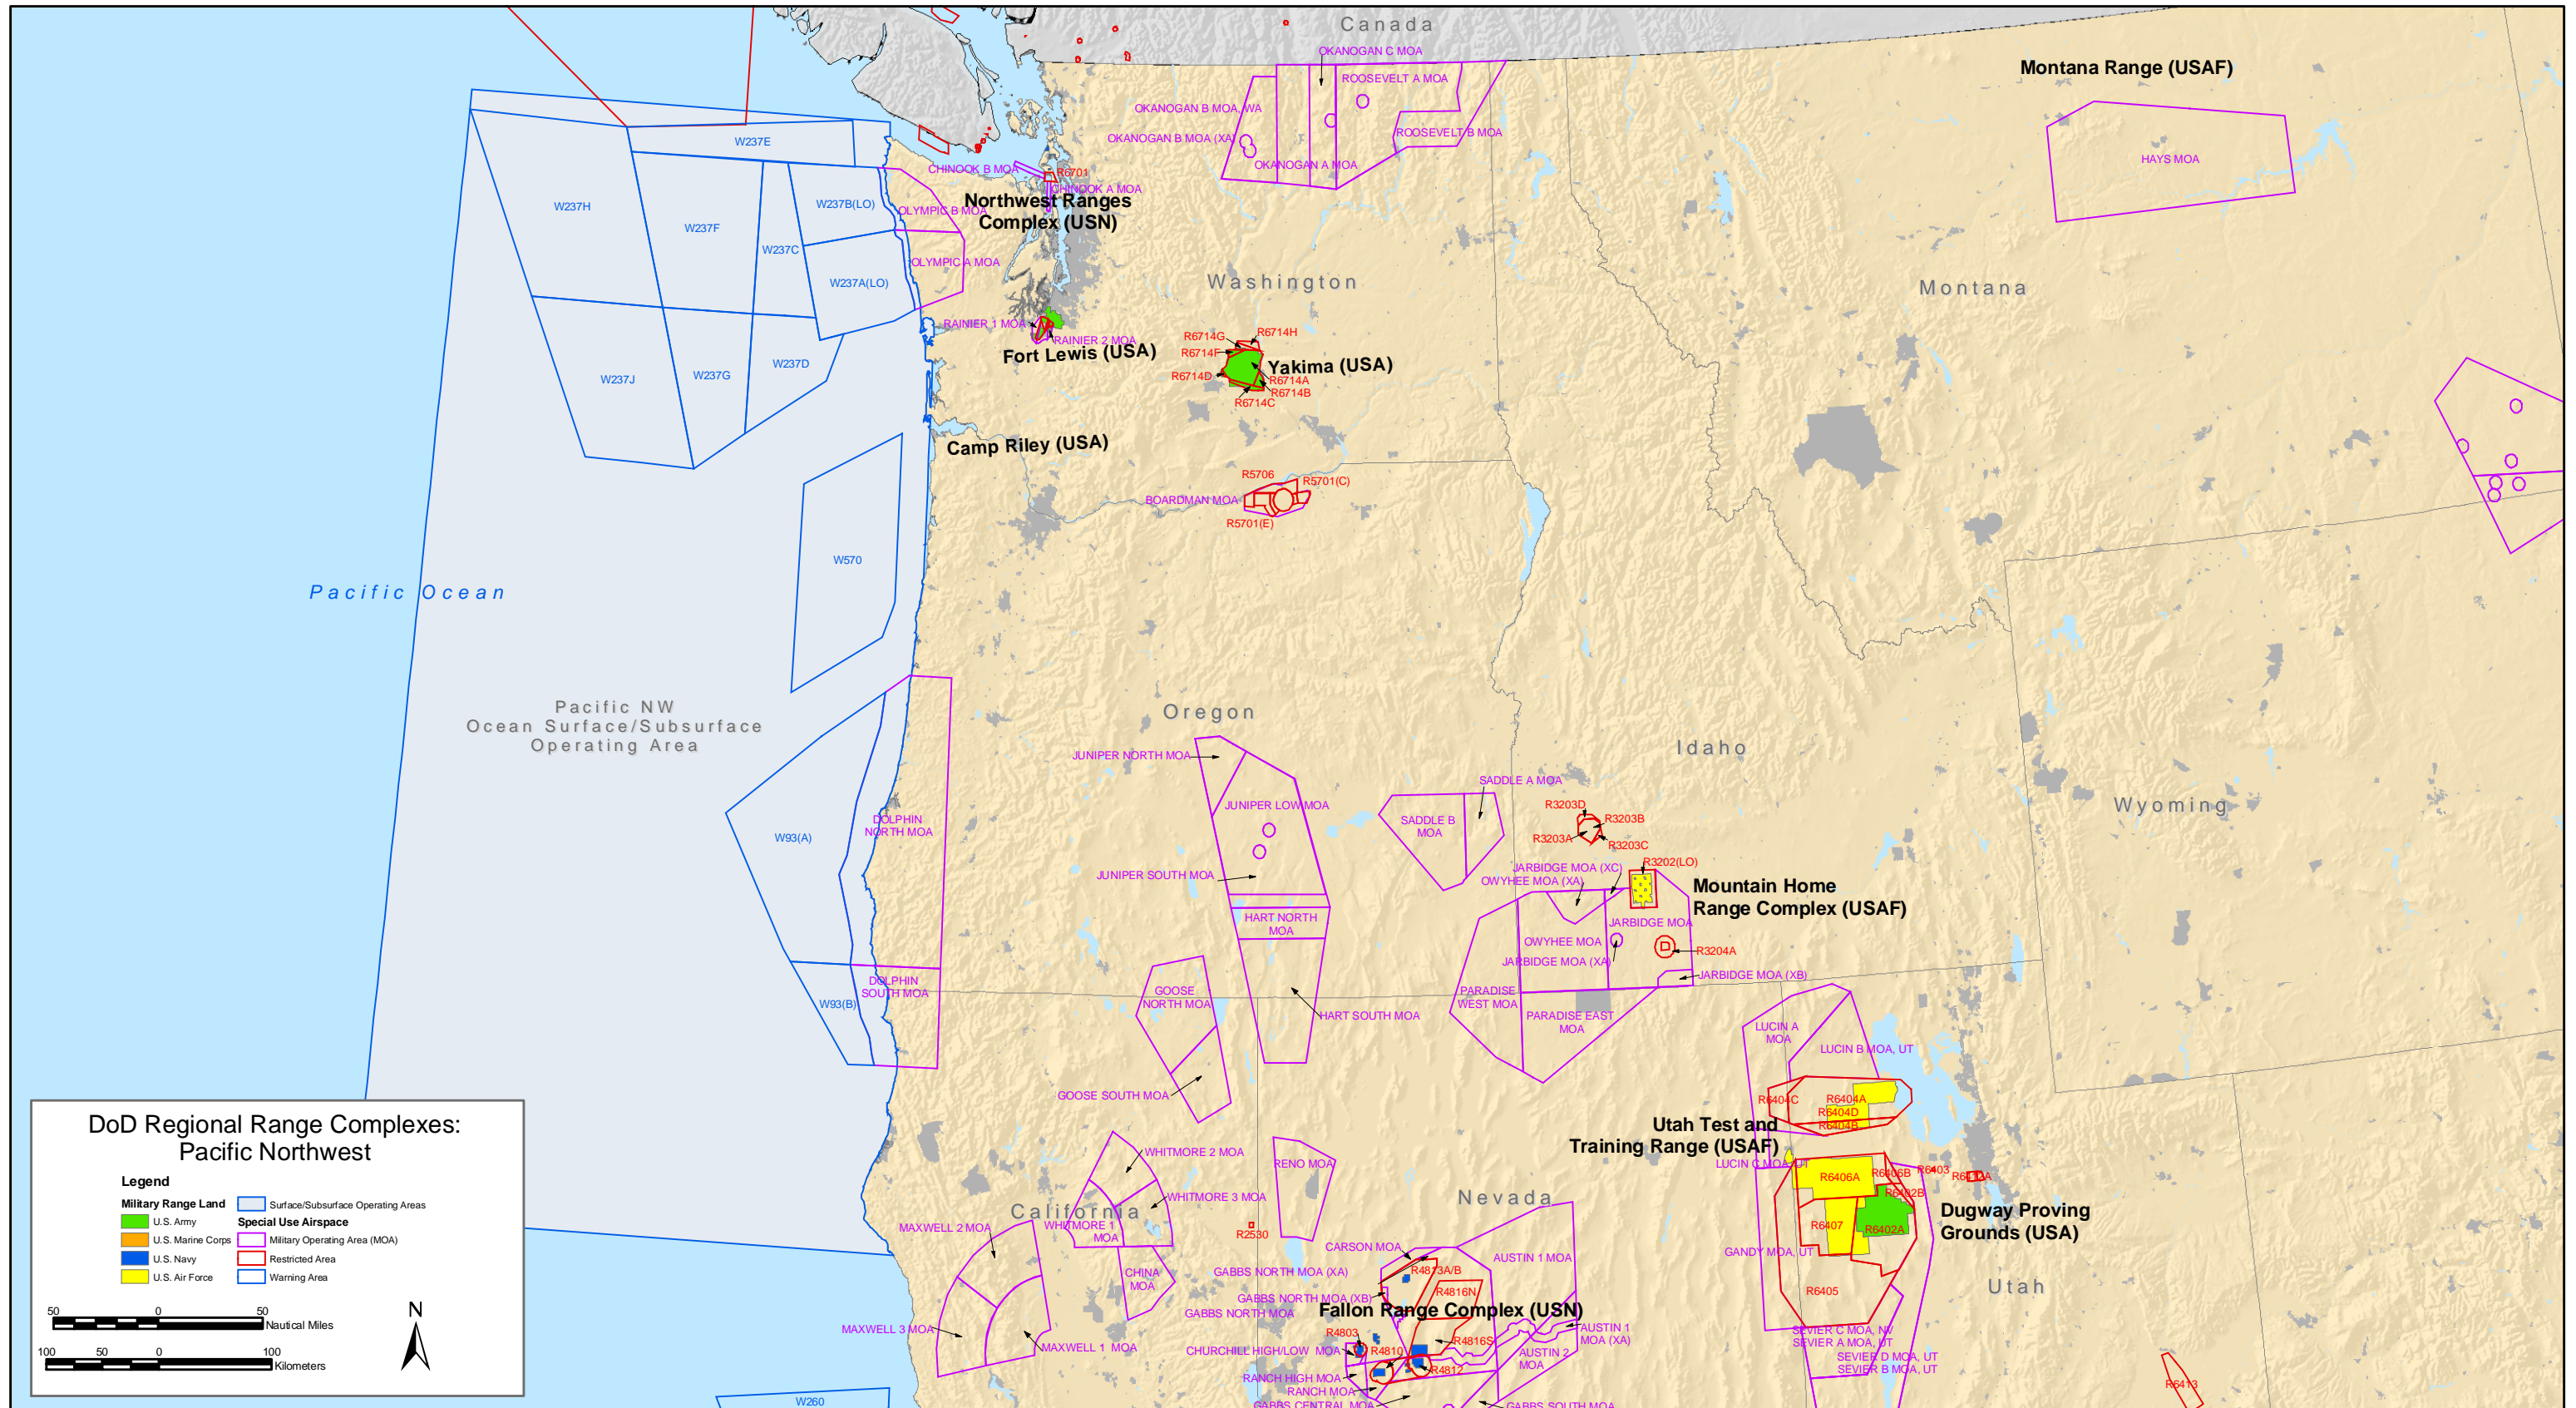 Canada
OKANOGAN C MOA
ROOSEVELT A MOA
OKANOGAN B MOA, WA
ROOSEVELT B MOA
OKANOGAN B MOA (XA)
OKANOGAN A MOA
Montana Range (USAF)
HAYS MOA
W237E
W237H
W237F
W237C
W237B(LO)
W237A(LO)
W237J
W237G
W237D
CHINOOK B MOA
R6701
CHINOOK A MOA
Northwest Ranges
Complex (USN)
OLYMPIC B MOA
OLYMPIC A MOA
Washington
Montana
RAINIER 1 MOA
RAINIER 2 MOA
Fort Lewis (USA)
R6714G
R6714H
R6714F
R6714D
Yakima (USA)
R6714A
R6714B
R6714C
Camp Riley (USA)
R5706
R5701(C)
BOARDMAN MOA
R5701(E)
W570
Pacific Ocean
Pacific NW
Ocean Surface/Subsurface
Operating Area
Oregon
Idaho
Wyoming
JUNIPER NORTH MOA
JUNIPER LOW MOA
JUNIPER SOUTH MOA
SADDLE A MOA
SADDLE B
MOA
R3203D
R3203B
R3203A
R3203C
W93(A)
DOLPHIN
NORTH MOA
JARBIDGE MOA (XC)
R3202(LO)
OWYHEE MOA (XA)
Mountain Home
Range Complex (USAF)
HART NORTH
MOA
JARBIDGE MOA
OWYHEE MOA
R3204A
JARBIDGE MOA (XA)
JARBIDGE MOA (XB)
W93(B)
DOLPHIN
SOUTH MOA
GOOSE
NORTH MOA
PARADISE
WEST MOA
PARADISE EAST
MOA
HART SOUTH MOA
LUCIN A
MOA
LUCIN B MOA, UT
GOOSE SOUTH MOA
R6404C
R6404A
R6404D
R6404B
Utah Test and
Training Range (USAF)
LUCIN C MOA, UT
R6406A
R6406B
R6403
R6412A
R6402B
R6407
R6402A
Dugway Proving
Grounds (USA)
GANDY MOA, UT
R6405
Utah
WHITMORE 2 MOA
RENO MOA
WHITMORE 3 MOA
Nevada
California
WHITMORE 1
MOA
MAXWELL 2 MOA
R2530
CARSON MOA
AUSTIN 1 MOA
CHINA
MOA
GABBS NORTH MOA (XA)
R4813A/B
R4816N
GABBS NORTH MOA (XB)
GABBS NORTH MOA
Fallon Range Complex (USN)
MAXWELL 3 MOA
MAXWELL 1 MOA
R4803
R4816S
AUSTIN 1
MOA (XA)
CHURCHILL HIGH/LOW MOA
R4810
AUSTIN 2
MOA
R4812
RANCH HIGH MOA
RANCH MOA
GABBS CENTRAL MOA
GABBS SOUTH MOA
SEVIER C MOA, NV
SEVIER A MOA, UT
SEVIER D MOA, UT
SEVIER B MOA, UT
R6413
W260
DoD Regional Range Complexes:
Pacific Northwest
Legend
Military Range Land
U.S. Army
U.S. Marine Corps
U.S. Navy
U.S. Air Force
Surface/Subsurface Operating Areas
Special Use Airspace
Military Operating Area (MOA)
Restricted Area
Warning Area
50 0 50
Nautical Miles
100 50 0 100
Kilometers
N